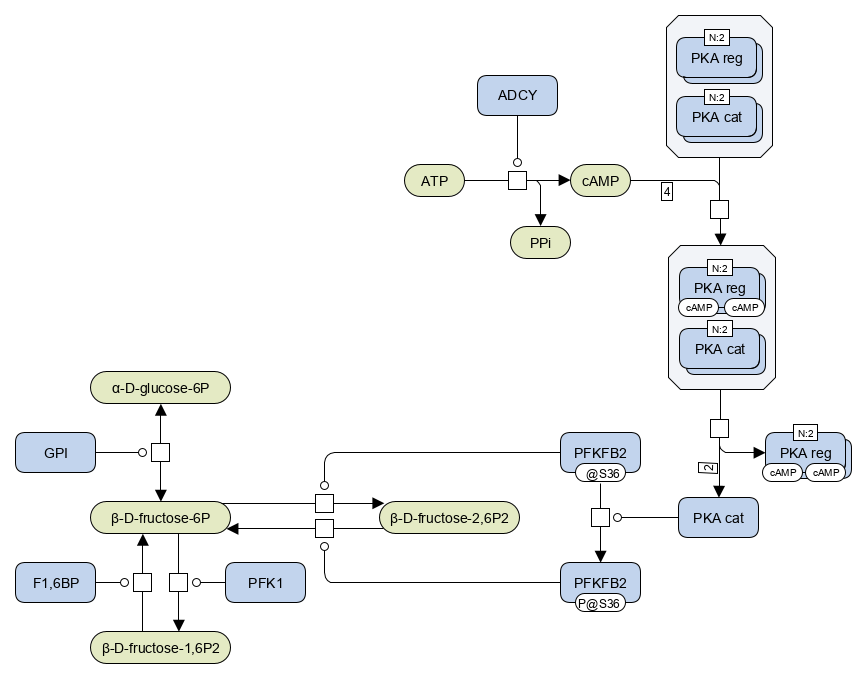 N:2
PKA reg
N:2
PKA cat
ADCY
ATP
cAMP
4
PPi
N:2
PKA reg
cAMP cAMP
N:2
PKA cat
α-D-glucose-6P
GPI
PFKFB2
@S36
N:2
PKA reg
cAMP cAMP
2
β-D-fructose-6P
β-D-fructose-2,6P2
PKA cat
F1,6BP
PFK1
PFKFB2
P@S36
β-D-fructose-1,6P2